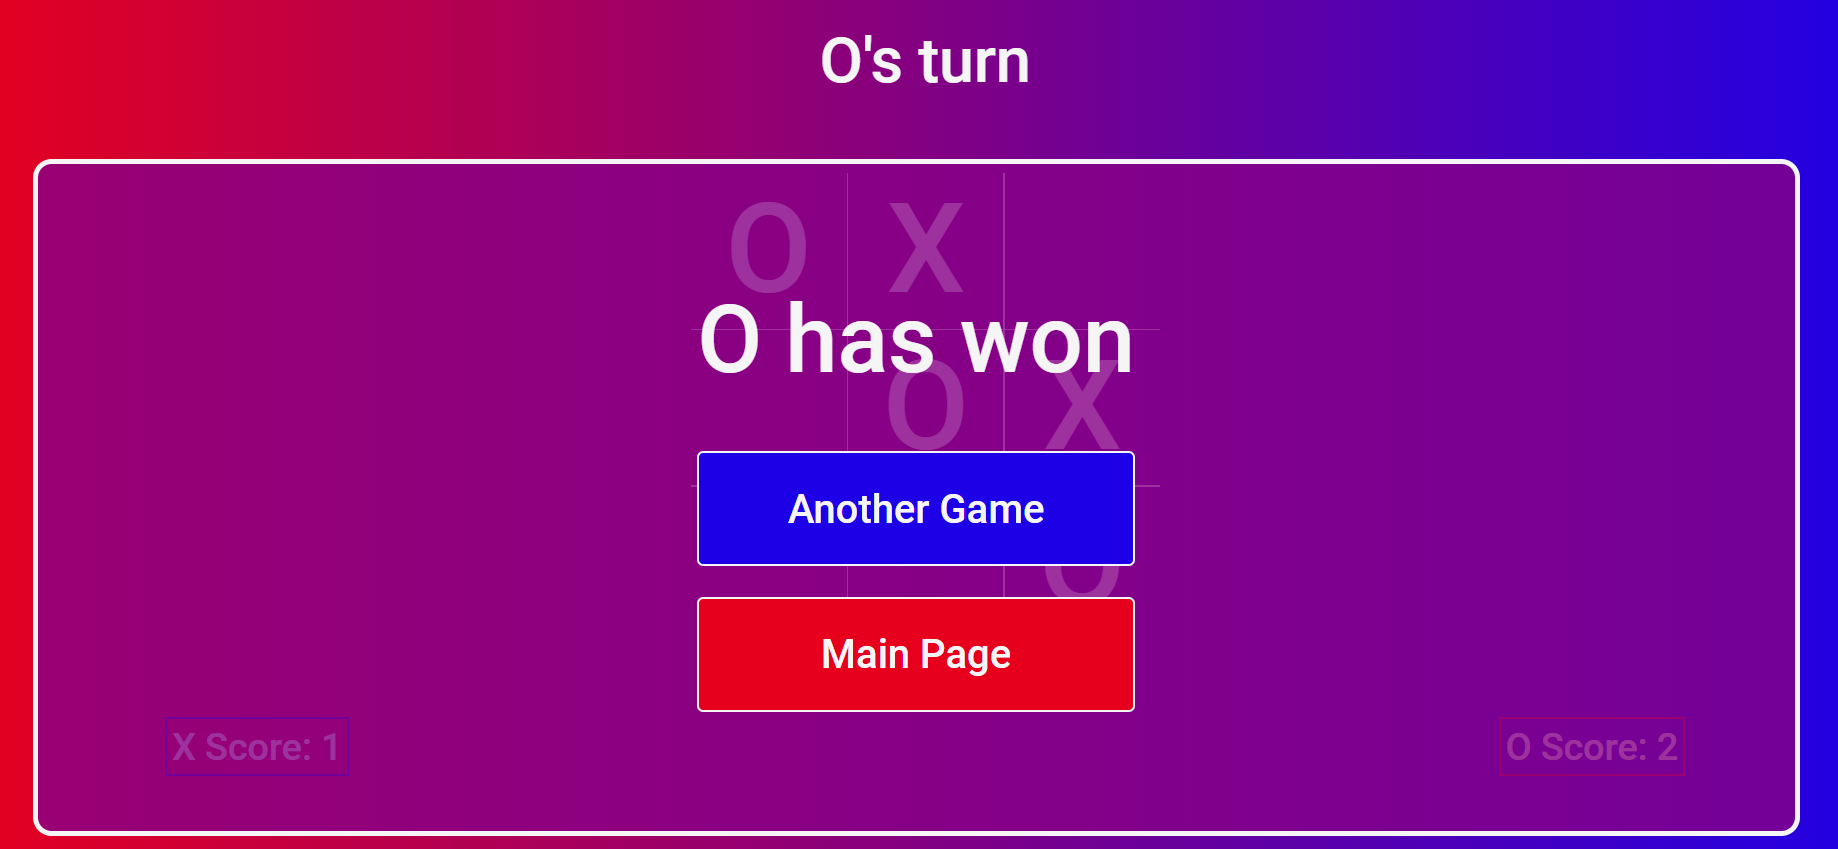 O's turn
O X
O has won
O X
Another Game
O
Main Page
X Score: 1
O Score: 2